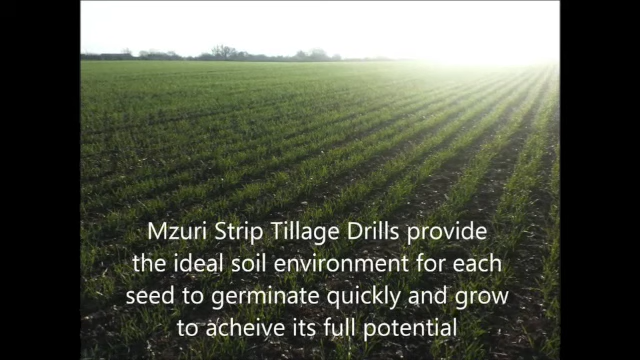 Mzuri Strip Tillage Drills provide
the ideal soil environment for each
seed to germinate quickly and grow
to acheive its full potential